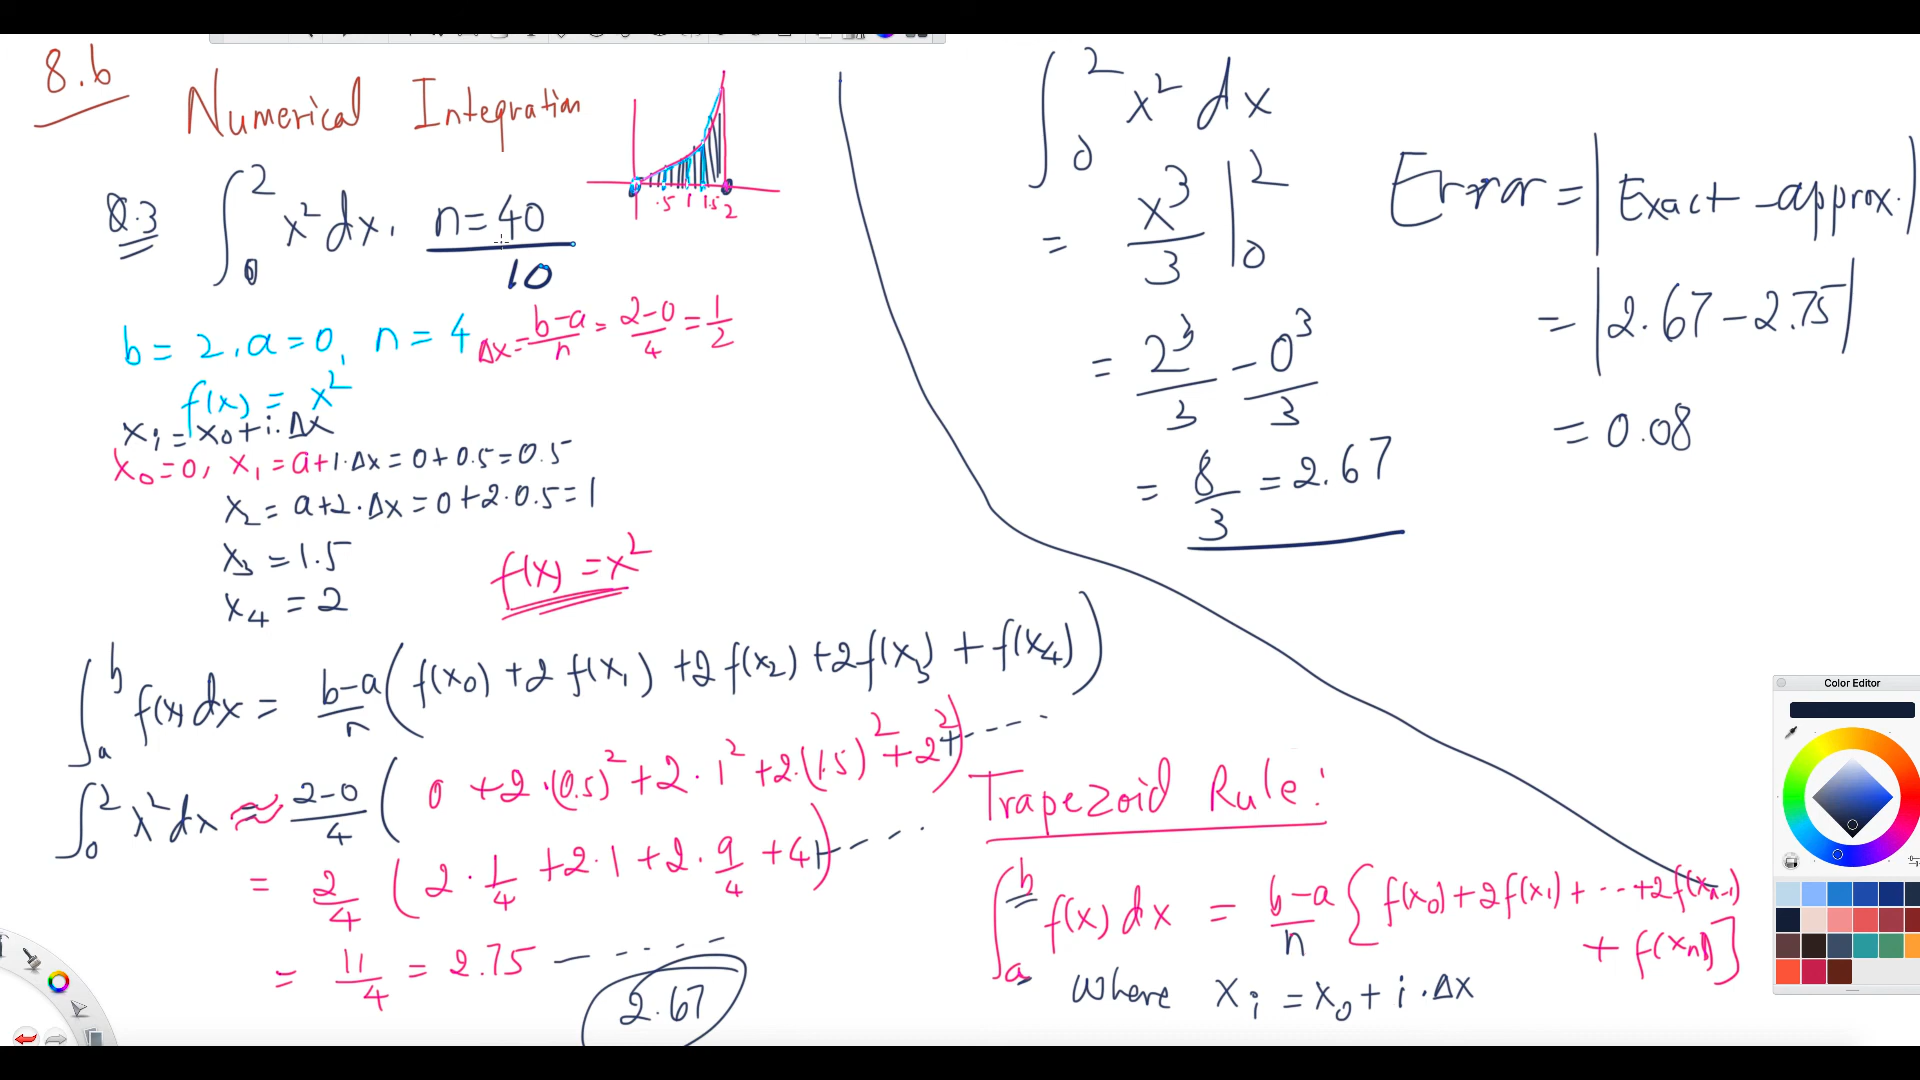 8.6
Numerical Integration
Q.3 ∫₀² x² dx, n=40
10
.5 1 1.5 2
b = 2, a = 0, n = 4 Δx = (b-a)/n = (2-0)/4 = 1/2
f(x) = x²
xᵢ = x₀ + i·Δx
x₀ = 0, x₁ = a+1·Δx = 0+0.5 = 0.5
x₂ = a+2·Δx = 0+2·0.5 = 1
x₃ = 1.5
x₄ = 2
f(x) = x²
∫ₐᵇ f(x) dx = (b-a)/n (f(x₀) + 2f(x₁) + 2f(x₂) + 2f(x₃) + f(x₄))
∫₀² x² dx ≈ (2-0)/4 (0 + 2·(0.5)² + 2·1² + 2·(1.5)² + 2²) + ----
= 2/4 (2·1/4 + 2·1 + 2·9/4 + 4) + ----
= 11/4 = 2.75 -----
2.67
∫₀² x² dx
= x³/3 |₀²
= 2³/3 - 0³/3
= 8/3 = 2.67
Error = |Exact - approx.|
= |2.67 - 2.75|
= 0.08
Trapezoid Rule:
∫ₐᵇ f(x) dx = (b-a)/n {f(x₀) + 2f(x₁) + ... + 2f(xₙ₋₁)
+ f(xₙ)]
where xᵢ = x₀ + i·Δx
Color Editor